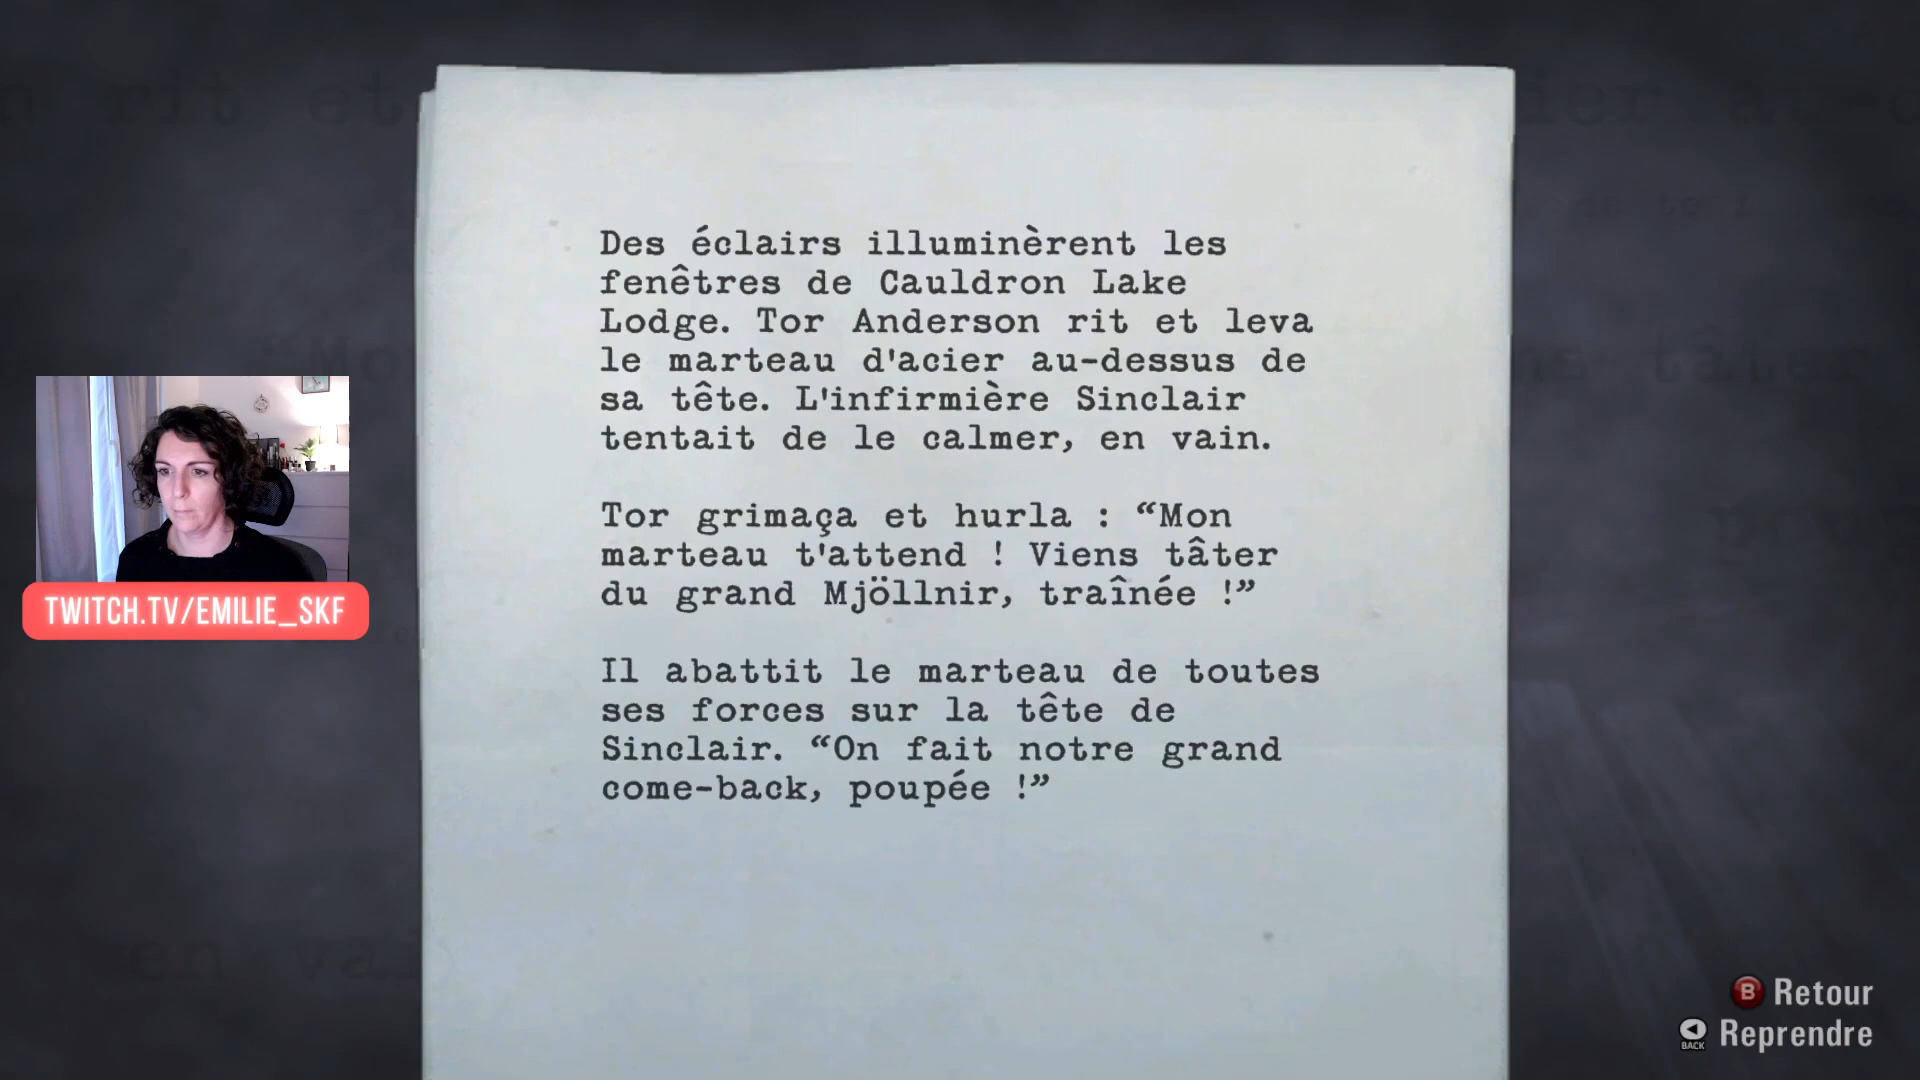 Des éclairs illuminèrent les
fenêtres de Cauldron Lake
Lodge. Tor Anderson rit et leva
le marteau d'acier au-dessus de
sa tête. L'infirmière Sinclair
tentait de le calmer, en vain.
Tor grimaça et hurla : “Mon
marteau t'attend ! Viens tâter
du grand Mjöllnir, traînée !”
Il abattit le marteau de toutes
ses forces sur la tête de
Sinclair. “On fait notre grand
come-back, poupée !”
TWITCH.TV/EMILIE_SKF
B Retour
BACK Reprendre